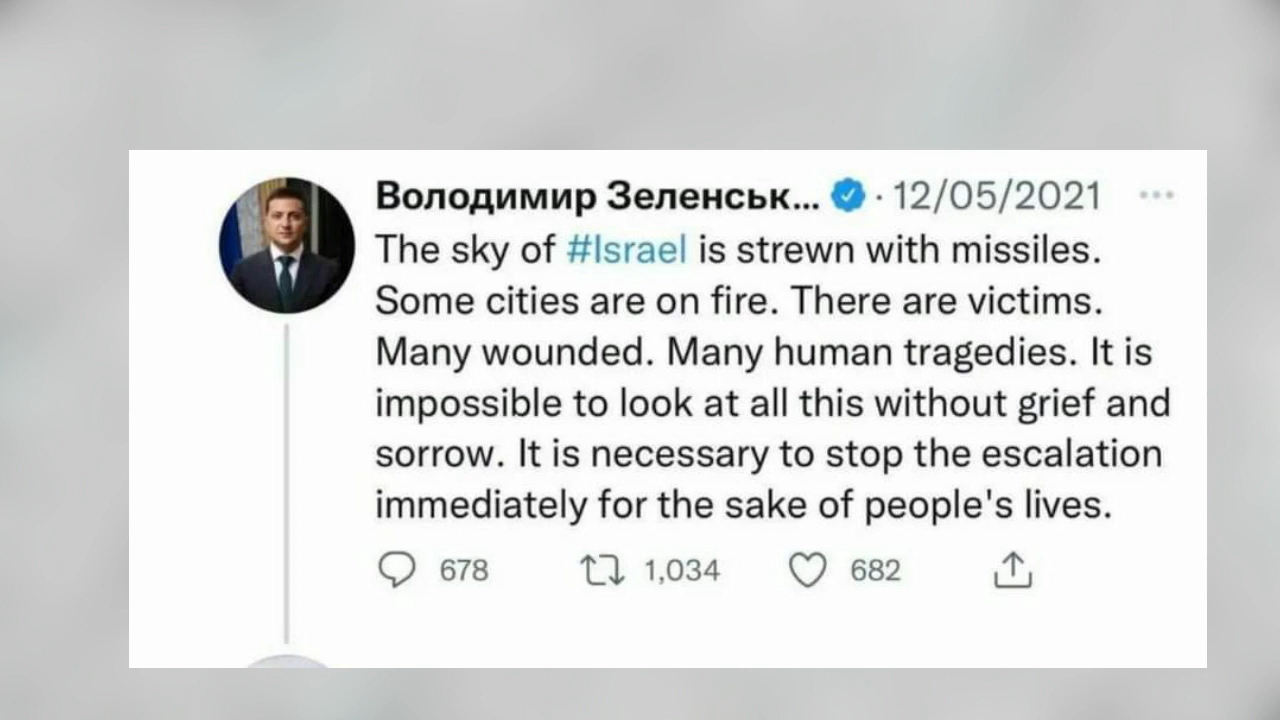 Володимир Зеленськ... · 12/05/2021
The sky of #Israel is strewn with missiles.
Some cities are on fire. There are victims.
Many wounded. Many human tragedies. It is
impossible to look at all this without grief and
sorrow. It is necessary to stop the escalation
immediately for the sake of people's lives.
678 1,034 682